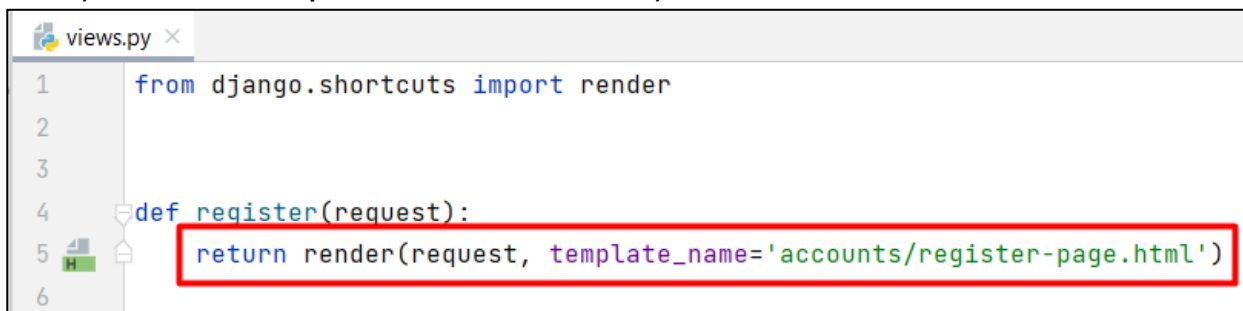 views.py
1 from django.shortcuts import render
2
3
4 def register(request):
5 H return render(request, template_name='accounts/register-page.html')
6